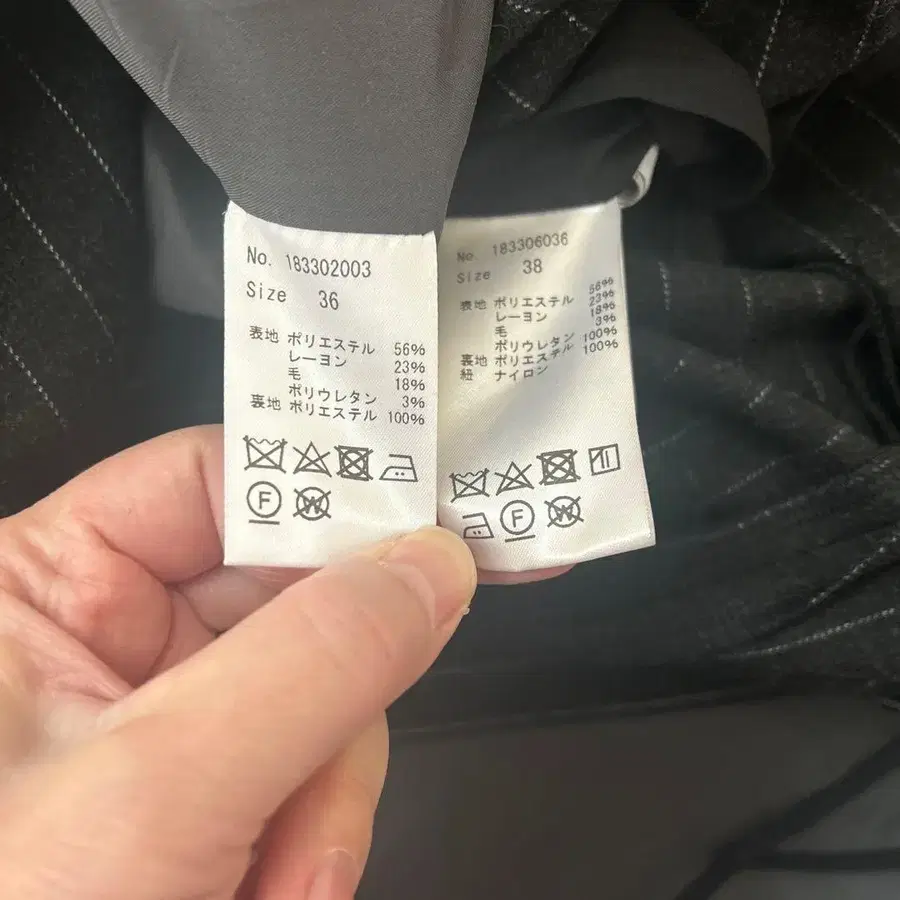 No. 183302003
Size 36
表地 ポリエステル 56%
レーヨン 23%
毛 18%
ポリウレタン 3%
裏地 ポリエステル 100%
F
W
No. 183306036
Size 38
表地 ポリエステル 56%
レーヨン 23%
毛 18%
ポリウレタン 3%
裏地 ポリエステル 100%
紐 ナイロン 100%
F
W